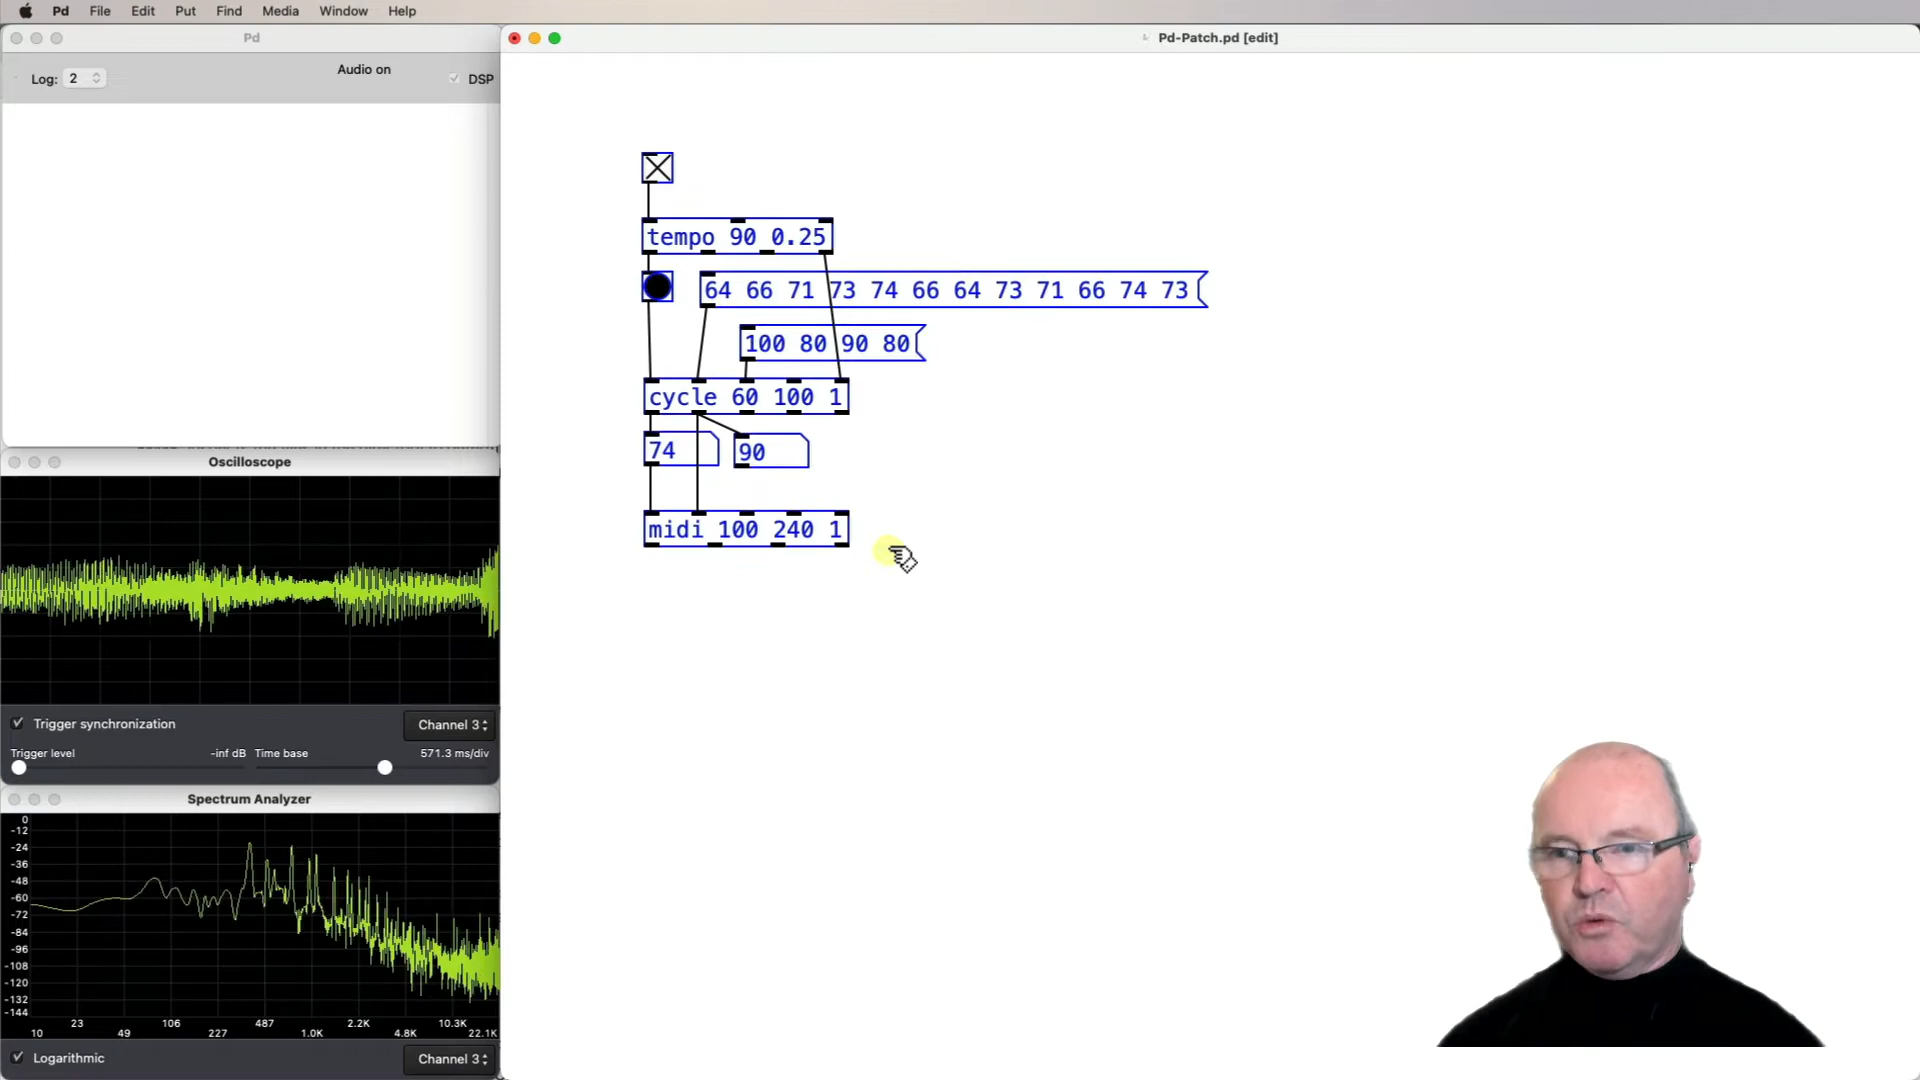 Pd File Edit Put Find Media Window Help
Pd
Pd-Patch.pd [edit]
Log: 2
Audio on
DSP
tempo 90 0.25
64 66 71 73 74 66 64 73 71 66 74 73
100 80 90 80
cycle 60 100 1
74
90
midi 100 240 1
Oscilloscope
Trigger synchronization
Channel 3
Trigger level
-inf dB
Time base
571.3 ms/div
Spectrum Analyzer
0
-12
-24
-36
-48
-60
-72
-84
-96
-108
-120
-132
-144
23 106 487 2.2K 10.3K
10 49 227 1.0K 4.8K 22.1K
Logarithmic
Channel 3